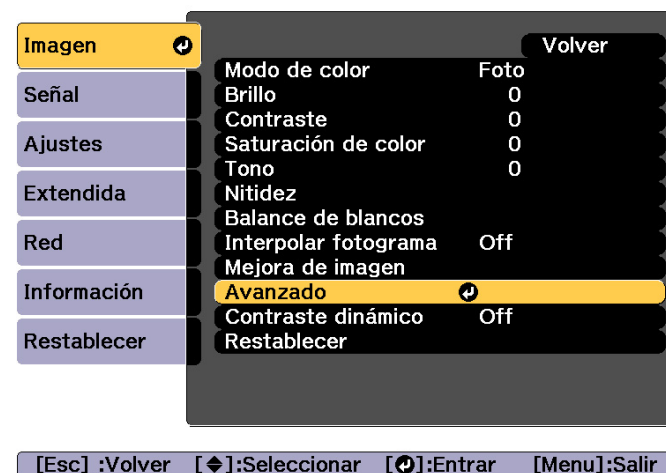 Imagen
Señal
Ajustes
Extendida
Red
Información
Restablecer
Volver
Modo de color Foto
Brillo 0
Contraste 0
Saturación de color 0
Tono 0
Nitidez
Balance de blancos
Interpolar fotograma Off
Mejora de imagen
Avanzado
Contraste dinámico Off
Restablecer
[Esc] :Volver [◆]:Seleccionar [↵]:Entrar [Menu]:Salir